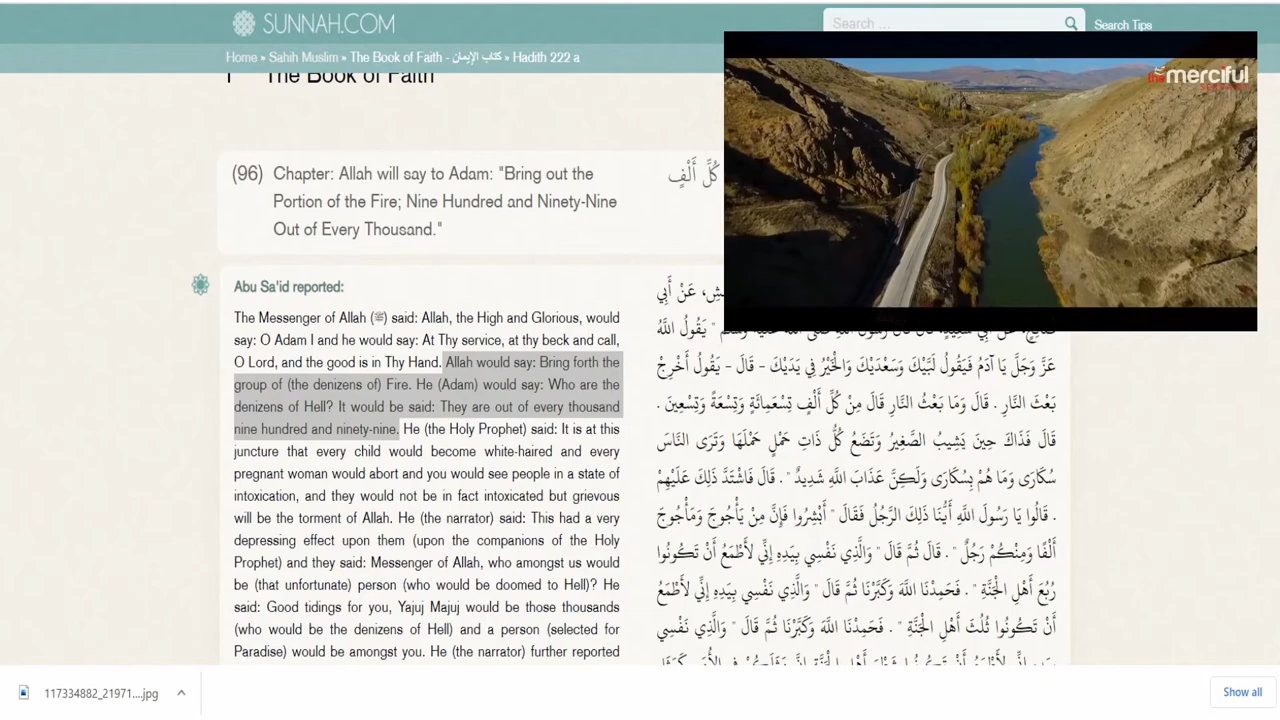 SUNNAH.COM
Search ...
Search Tips
Home » Sahih Muslim » The Book of Faith - كتاب الإيمان » Hadith 222 a
1 The Book of Faith
the merciful
(96) Chapter: Allah will say to Adam: "Bring out the
Portion of the Fire; Nine Hundred and Ninety-Nine
Out of Every Thousand."
كُلِّ أَلْفٍ
Abu Sa'id reported:
The Messenger of Allah (ﷺ) said: Allah, the High and Glorious, would
say: O Adam I and he would say: At Thy service, at thy beck and call,
O Lord, and the good is in Thy Hand. Allah would say: Bring forth the
group of (the denizens of) Fire. He (Adam) would say: Who are the
denizens of Hell? It would be said: They are out of every thousand
nine hundred and ninety-nine. He (the Holy Prophet) said: It is at this
juncture that every child would become white-haired and every
pregnant woman would abort and you would see people in a state of
intoxication, and they would not be in fact intoxicated but grievous
will be the torment of Allah. He (the narrator) said: This had a very
depressing effect upon them (upon the companions of the Holy
Prophet) and they said: Messenger of Allah, who amongst us would
be (that unfortunate) person (who would be doomed to Hell)? He
said: Good tidings for you, Yajuj Majuj would be those thousands
(who would be the denizens of Hell) and a person (selected for
Paradise) would be amongst you. He (the narrator) further reported
عَنْ أَبِي
" يَقُولُ اللَّهُ
عَزَّ وَجَلَّ يَا آدَمُ فَيَقُولُ لَبَّيْكَ وَسَعْدَيْكَ وَالْخَيْرُ فِي يَدَيْكَ - قَالَ - يَقُولُ أَخْرِجْ
بَعْثَ النَّارِ . قَالَ وَمَا بَعْثُ النَّارِ قَالَ مِنْ كُلِّ أَلْفٍ تِسْعَمِائَةٍ وَتِسْعَةً وَتِسْعِينَ .
قَالَ فَذَاكَ حِينَ يَشِيبُ الصَّغِيرُ وَتَضَعُ كُلُّ ذَاتِ حَمْلٍ حَمْلَهَا وَتَرَى النَّاسَ
سُكَارَى وَمَا هُمْ بِسُكَارَى وَلَكِنَّ عَذَابَ اللَّهِ شَدِيدٌ " . قَالَ فَاشْتَدَّ ذَلِكَ عَلَيْهِمْ
. قَالُوا يَا رَسُولَ اللَّهِ أَيُّنَا ذَلِكَ الرَّجُلُ فَقَالَ " أَبْشِرُوا فَإِنَّ مِنْ يَأْجُوجَ وَمَأْجُوجَ
أَلْفًا وَمِنْكُمْ رَجُلٌ " . قَالَ ثُمَّ قَالَ " وَالَّذِي نَفْسِي بِيَدِهِ إِنِّي لأَطْمَعُ أَنْ تَكُونُوا
رُبُعَ أَهْلِ الْجَنَّةِ " . فَحَمِدْنَا اللَّهَ وَكَبَّرْنَا ثُمَّ قَالَ " وَالَّذِي نَفْسِي بِيَدِهِ إِنِّي لأَطْمَعُ
أَنْ تَكُونُوا ثُلُثَ أَهْلِ الْجَنَّةِ " . فَحَمِدْنَا اللَّهَ وَكَبَّرْنَا ثُمَّ قَالَ " وَالَّذِي نَفْسِي
117334882_21971....jpg
Show all